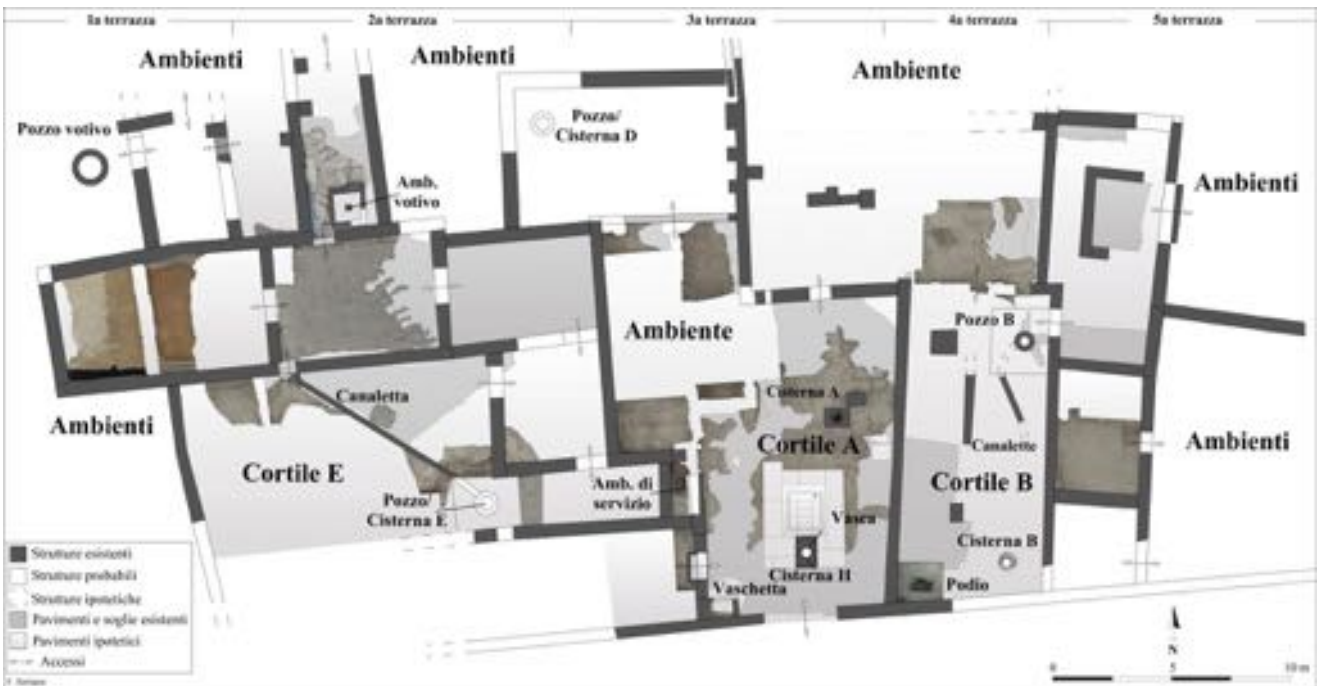 1a terrazza
2a terrazza
3a terrazza
4a terrazza
5a terrazza
Ambienti
Ambienti
Ambiente
Pozzo votivo
Pozzo/
Cisterna D
Amb.
votivo
Ambienti
Pozzo B
Ambiente
Canaletta
Cisterna A
Ambienti
Cortile A
Canalette
Ambienti
Cortile E
Cortile B
Amb. di
servizio
Pozzo/
Cisterna E
Vasca
Cisterna B
Cisterna H
Vaschetta
Podio
Strutture esistenti
Strutture probabili
Strutture ipotetiche
Pavimenti e soglie esistenti
Pavimenti ipotetici
Accessi
N
0 5 10 m